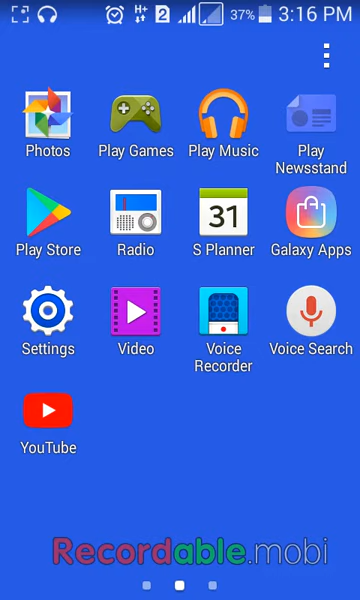 H+ 2 37% 3:16 PM
Photos Play Games Play Music Play Newsstand
Play Store Radio 31 S Planner Galaxy Apps
Settings Video Voice Recorder Voice Search
YouTube
Recordable.mobi